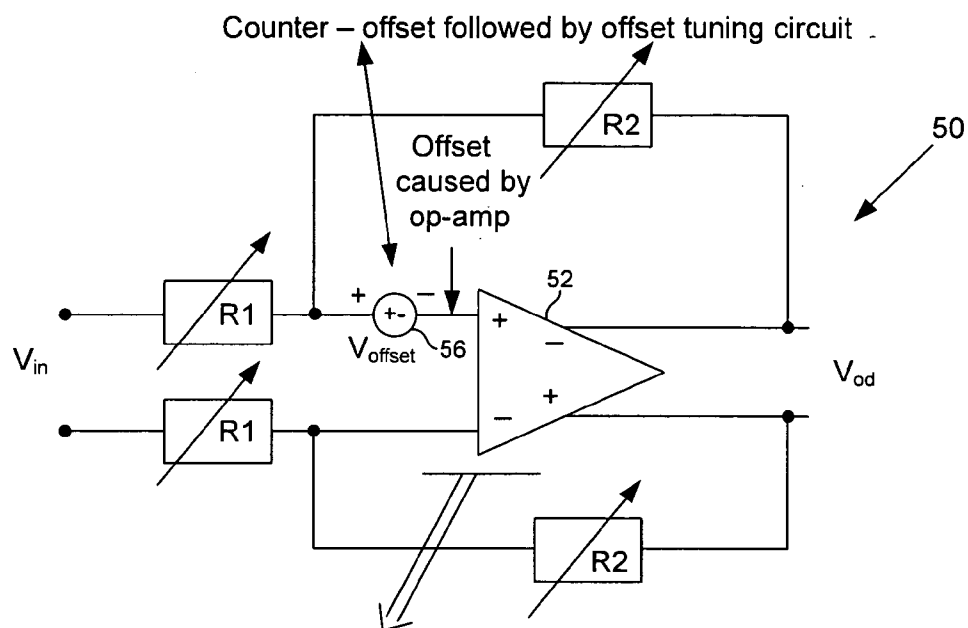 Counter – offset followed by offset tuning circuit
R2
50
Offset
caused by
op-amp
52
+ –
+-
R1
+
–
56
V_offset
V_in
V_od
R1
–
+
R2